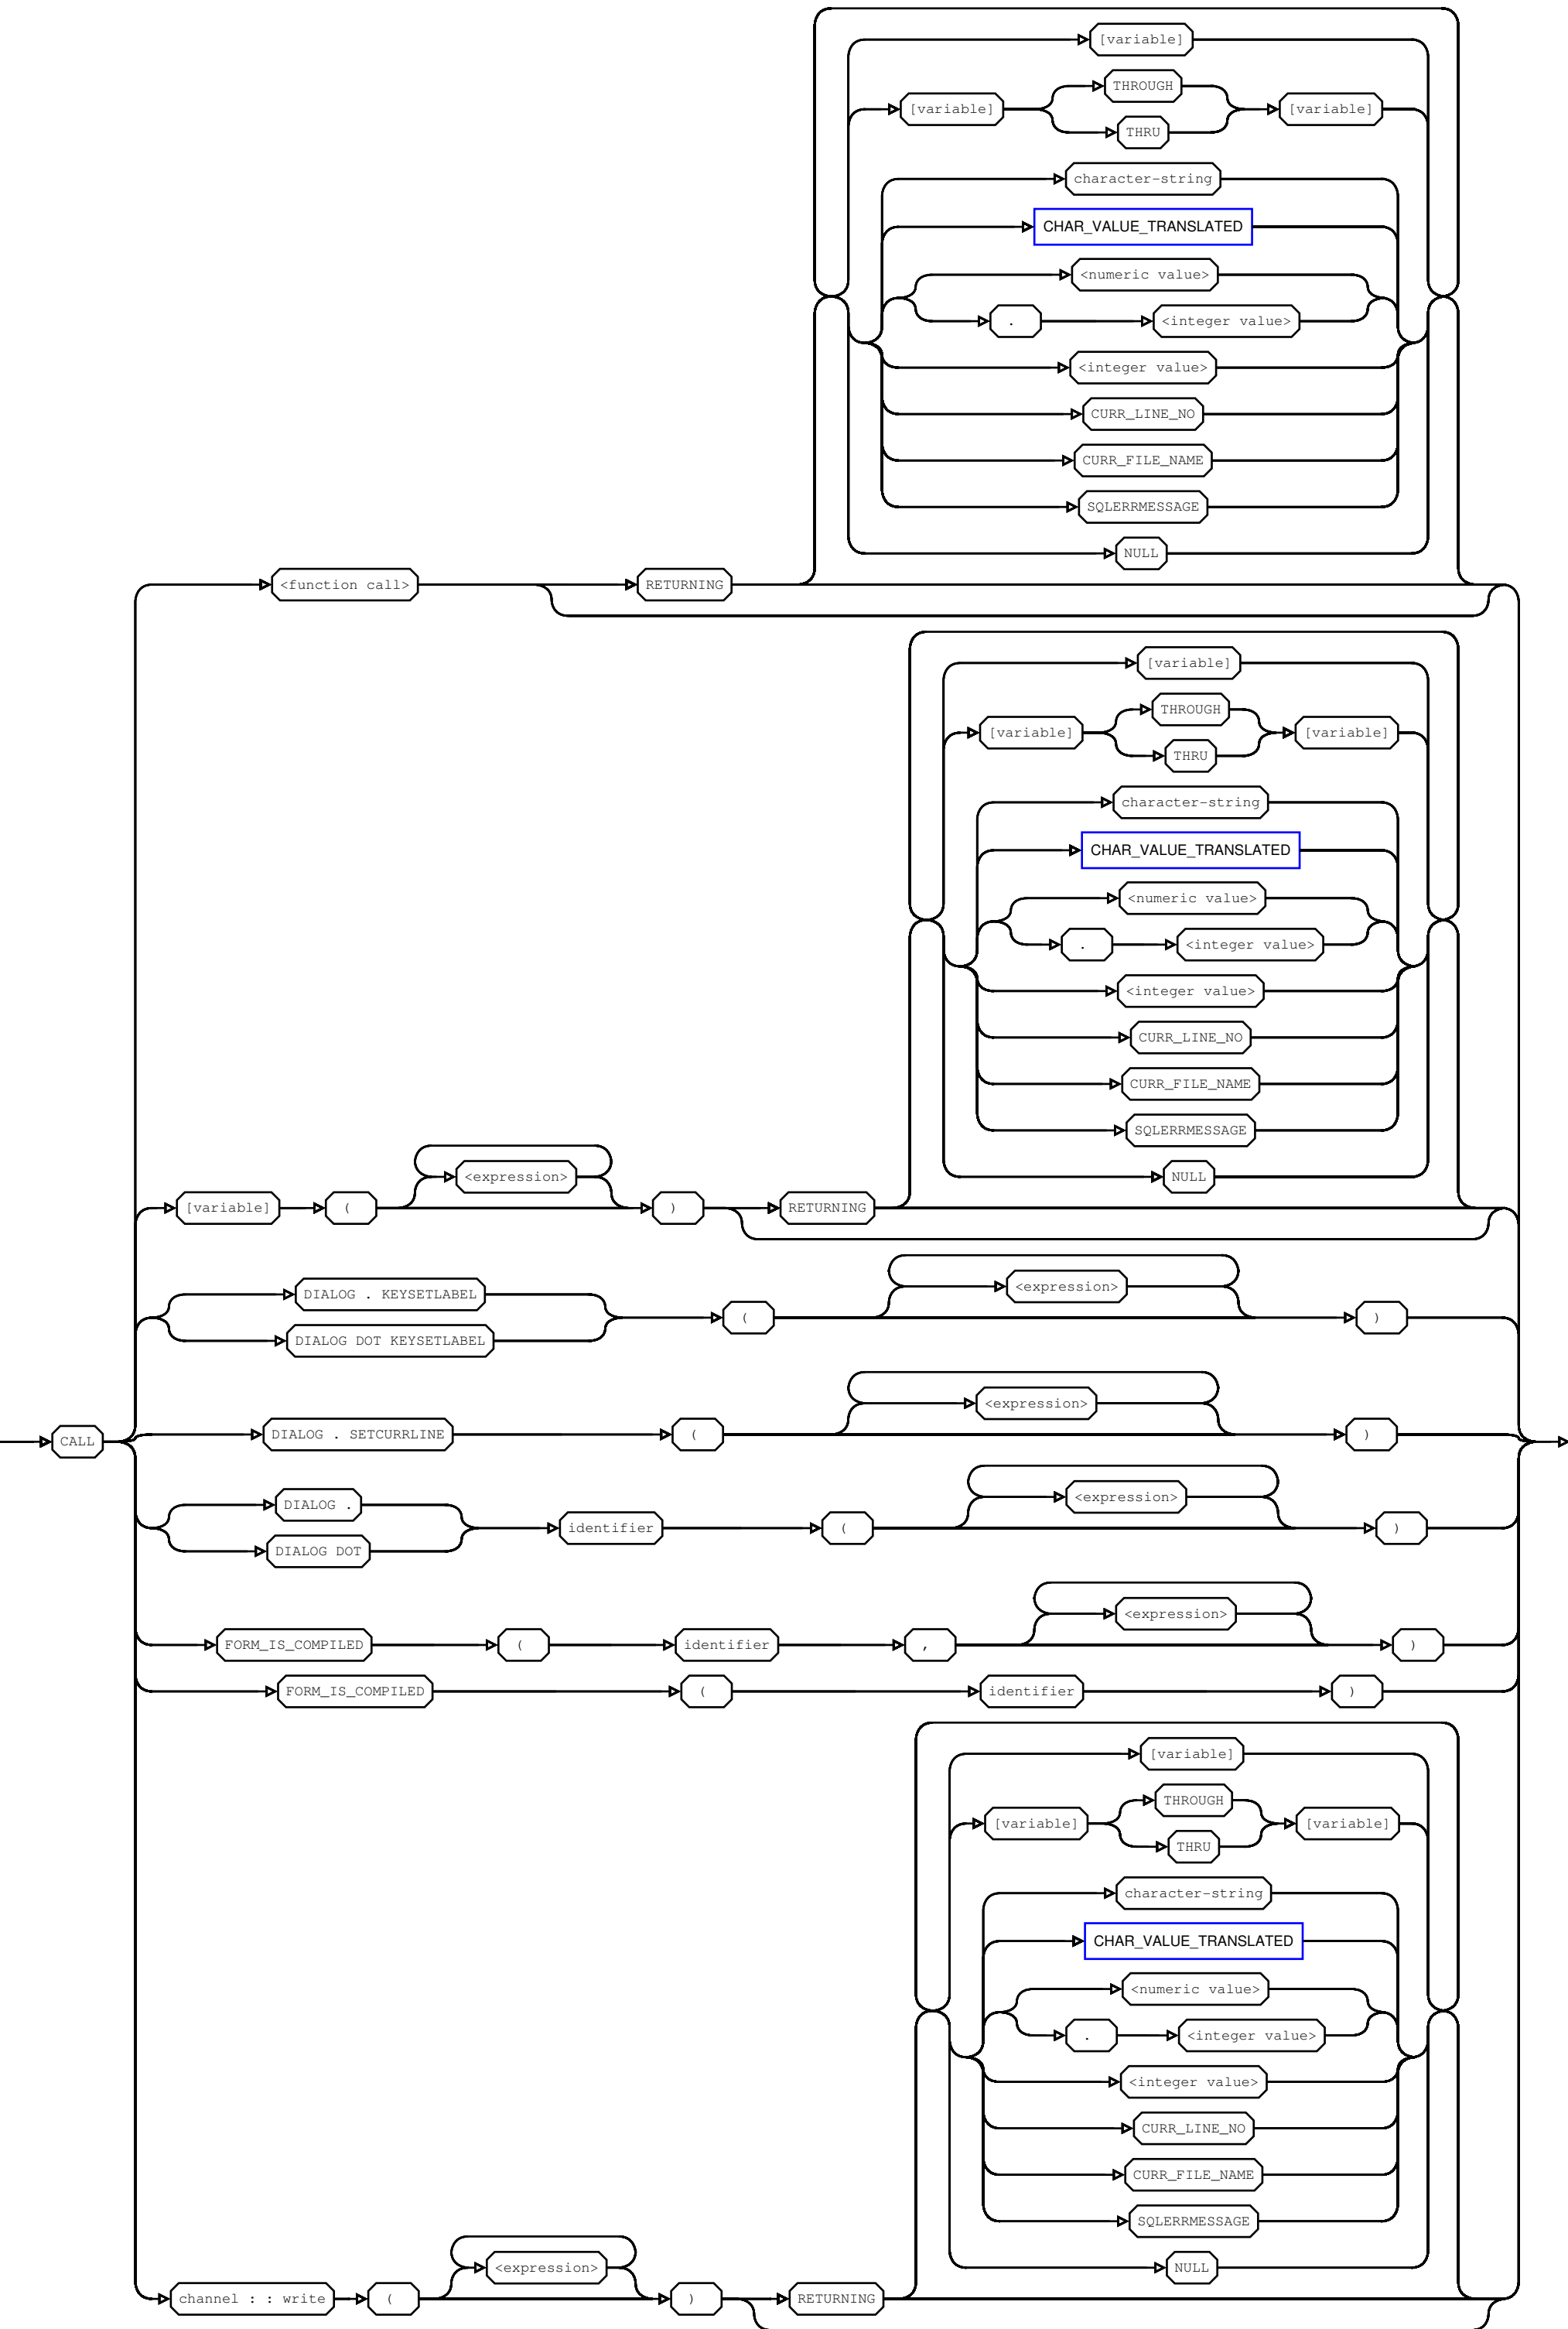 [variable]
THROUGH
[variable] [variable]
THRU
character-string
CHAR_VALUE_TRANSLATED
<numeric value>
. <integer value>
<integer value>
CURR_LINE_NO
CURR_FILE_NAME
SQLERRMESSAGE
NULL
<function call> RETURNING
[variable]
THROUGH
[variable] [variable]
THRU
character-string
CHAR_VALUE_TRANSLATED
<numeric value>
. <integer value>
<integer value>
CURR_LINE_NO
CURR_FILE_NAME
SQLERRMESSAGE
<expression> NULL
[variable] ( ) RETURNING
DIALOG . KEYSETLABEL <expression>
( )
DIALOG DOT KEYSETLABEL
<expression>
CALL DIALOG . SETCURRLINE ( )
DIALOG . <expression>
identifier ( )
DIALOG DOT
<expression>
FORM_IS_COMPILED ( identifier , )
FORM_IS_COMPILED ( identifier )
[variable]
THROUGH
[variable] [variable]
THRU
character-string
CHAR_VALUE_TRANSLATED
<numeric value>
. <integer value>
<integer value>
CURR_LINE_NO
CURR_FILE_NAME
SQLERRMESSAGE
<expression> NULL
channel : : write ( ) RETURNING